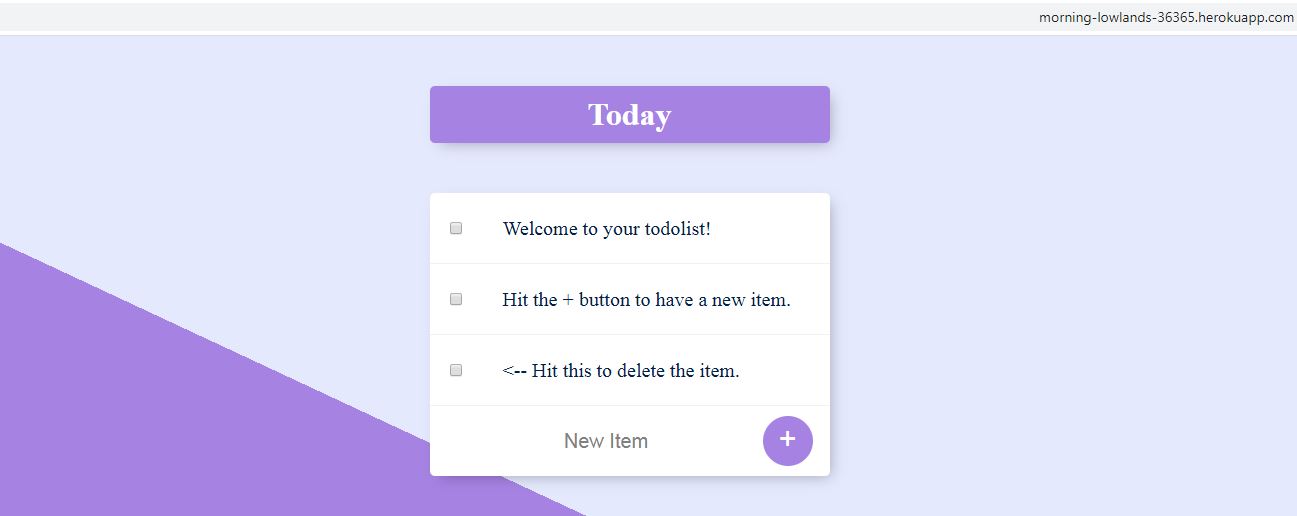 morning-lowlands-36365.herokuapp.com
Today
Welcome to your todolist!
Hit the + button to have a new item.
<-- Hit this to delete the item.
New Item +